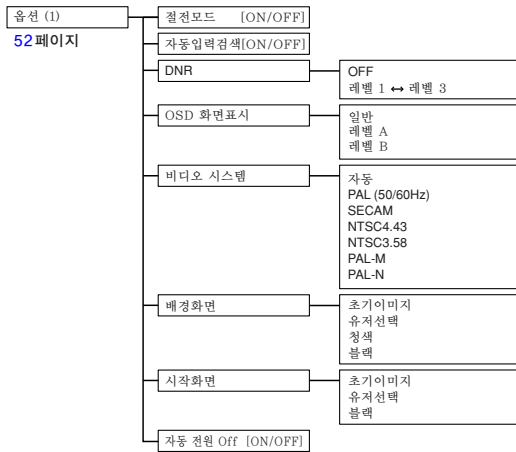 옵션 (1)
52페이지
절전모드 [ON/OFF]
자동입력검색[ON/OFF]
DNR
OFF
레벨 1 ↔ 레벨 3
OSD 화면표시
일반
레벨 A
레벨 B
비디오 시스템
자동
PAL (50/60Hz)
SECAM
NTSC4.43
NTSC3.58
PAL-M
PAL-N
배경화면
초기이미지
유저선택
청색
블랙
시작화면
초기이미지
유저선택
블랙
자동 전원 Off [ON/OFF]